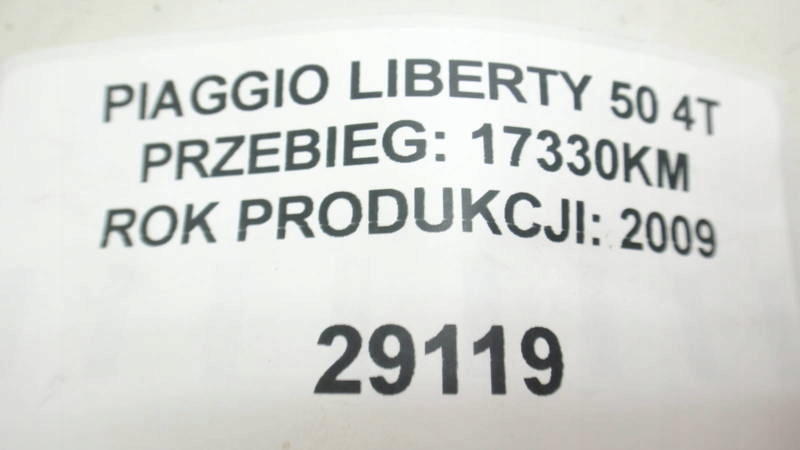 PIAGGIO LIBERTY 50 4T
PRZEBIEG: 17330KM
ROK PRODUKCJI: 2009
29119